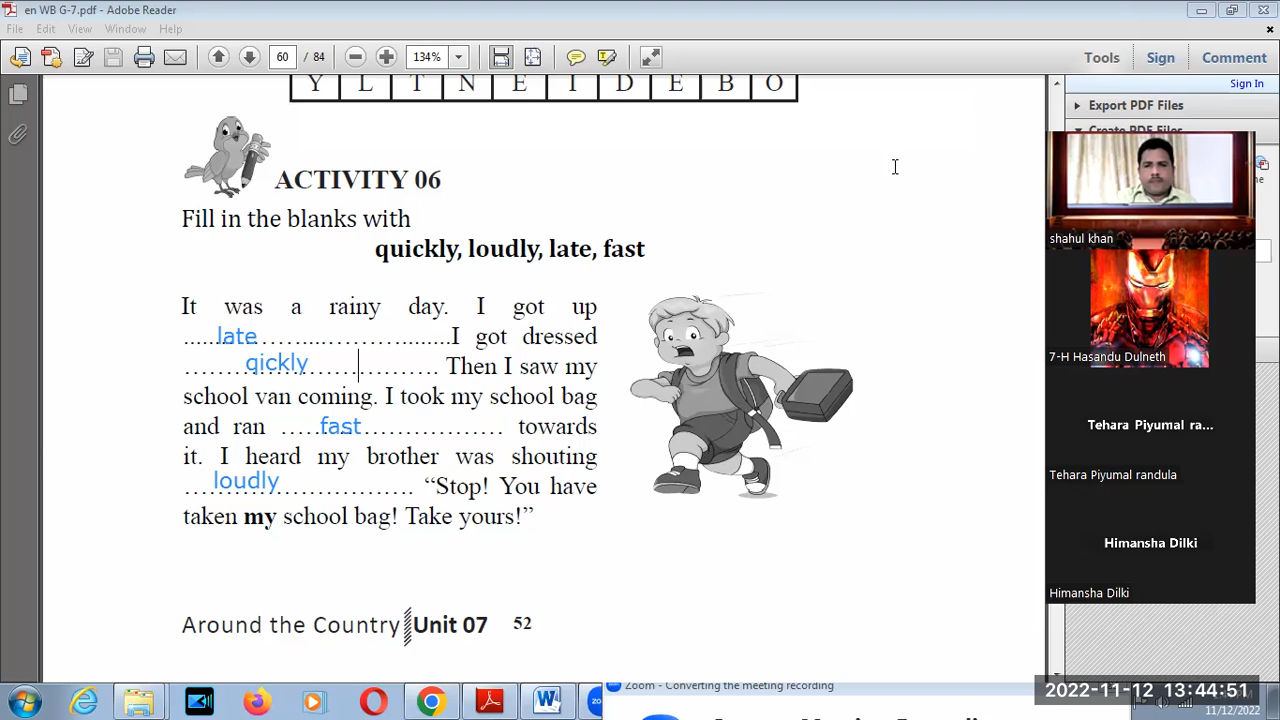 en WB G-7.pdf - Adobe Reader
File Edit View Window Help
60 / 84 134% Tools Sign Comment
Sign In
Y L T N E I D E B O
Export PDF Files
Create PDF Files
ACTIVITY 06
Fill in the blanks with
quickly, loudly, late, fast
It was a rainy day. I got up
late I got dressed
qickly Then I saw my
school van coming. I took my school bag
and ran fast towards
it. I heard my brother was shouting
loudly “Stop! You have
taken my school bag! Take yours!”
Around the Country Unit 07 52
shahul khan
7-H Hasandu Dulneth
Tehara Piyumal ra...
Tehara Piyumal randula
Himansha Dilki
Himansha Dilki
Zoom - Converting the meeting recording
2022-11-12 13:44:51
11/12/2022